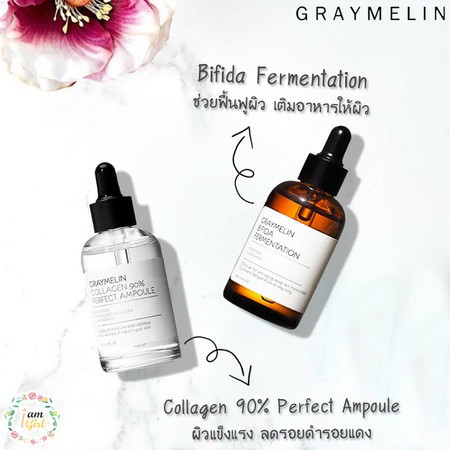 GRAYMELIN
Bifida Fermentation
ช่วยฟื้นฟูผิว เติมอาหารให้ผิว
GRAYMELIN
BIFIDA
FERMENTATION
GRAYMELIN
COLLAGEN 90%
PERFECT AMPOULE
Collagen 90% Perfect Ampoule
ผิวแข็งแรง ลดรอยดำรอยแดง
i am
Girl